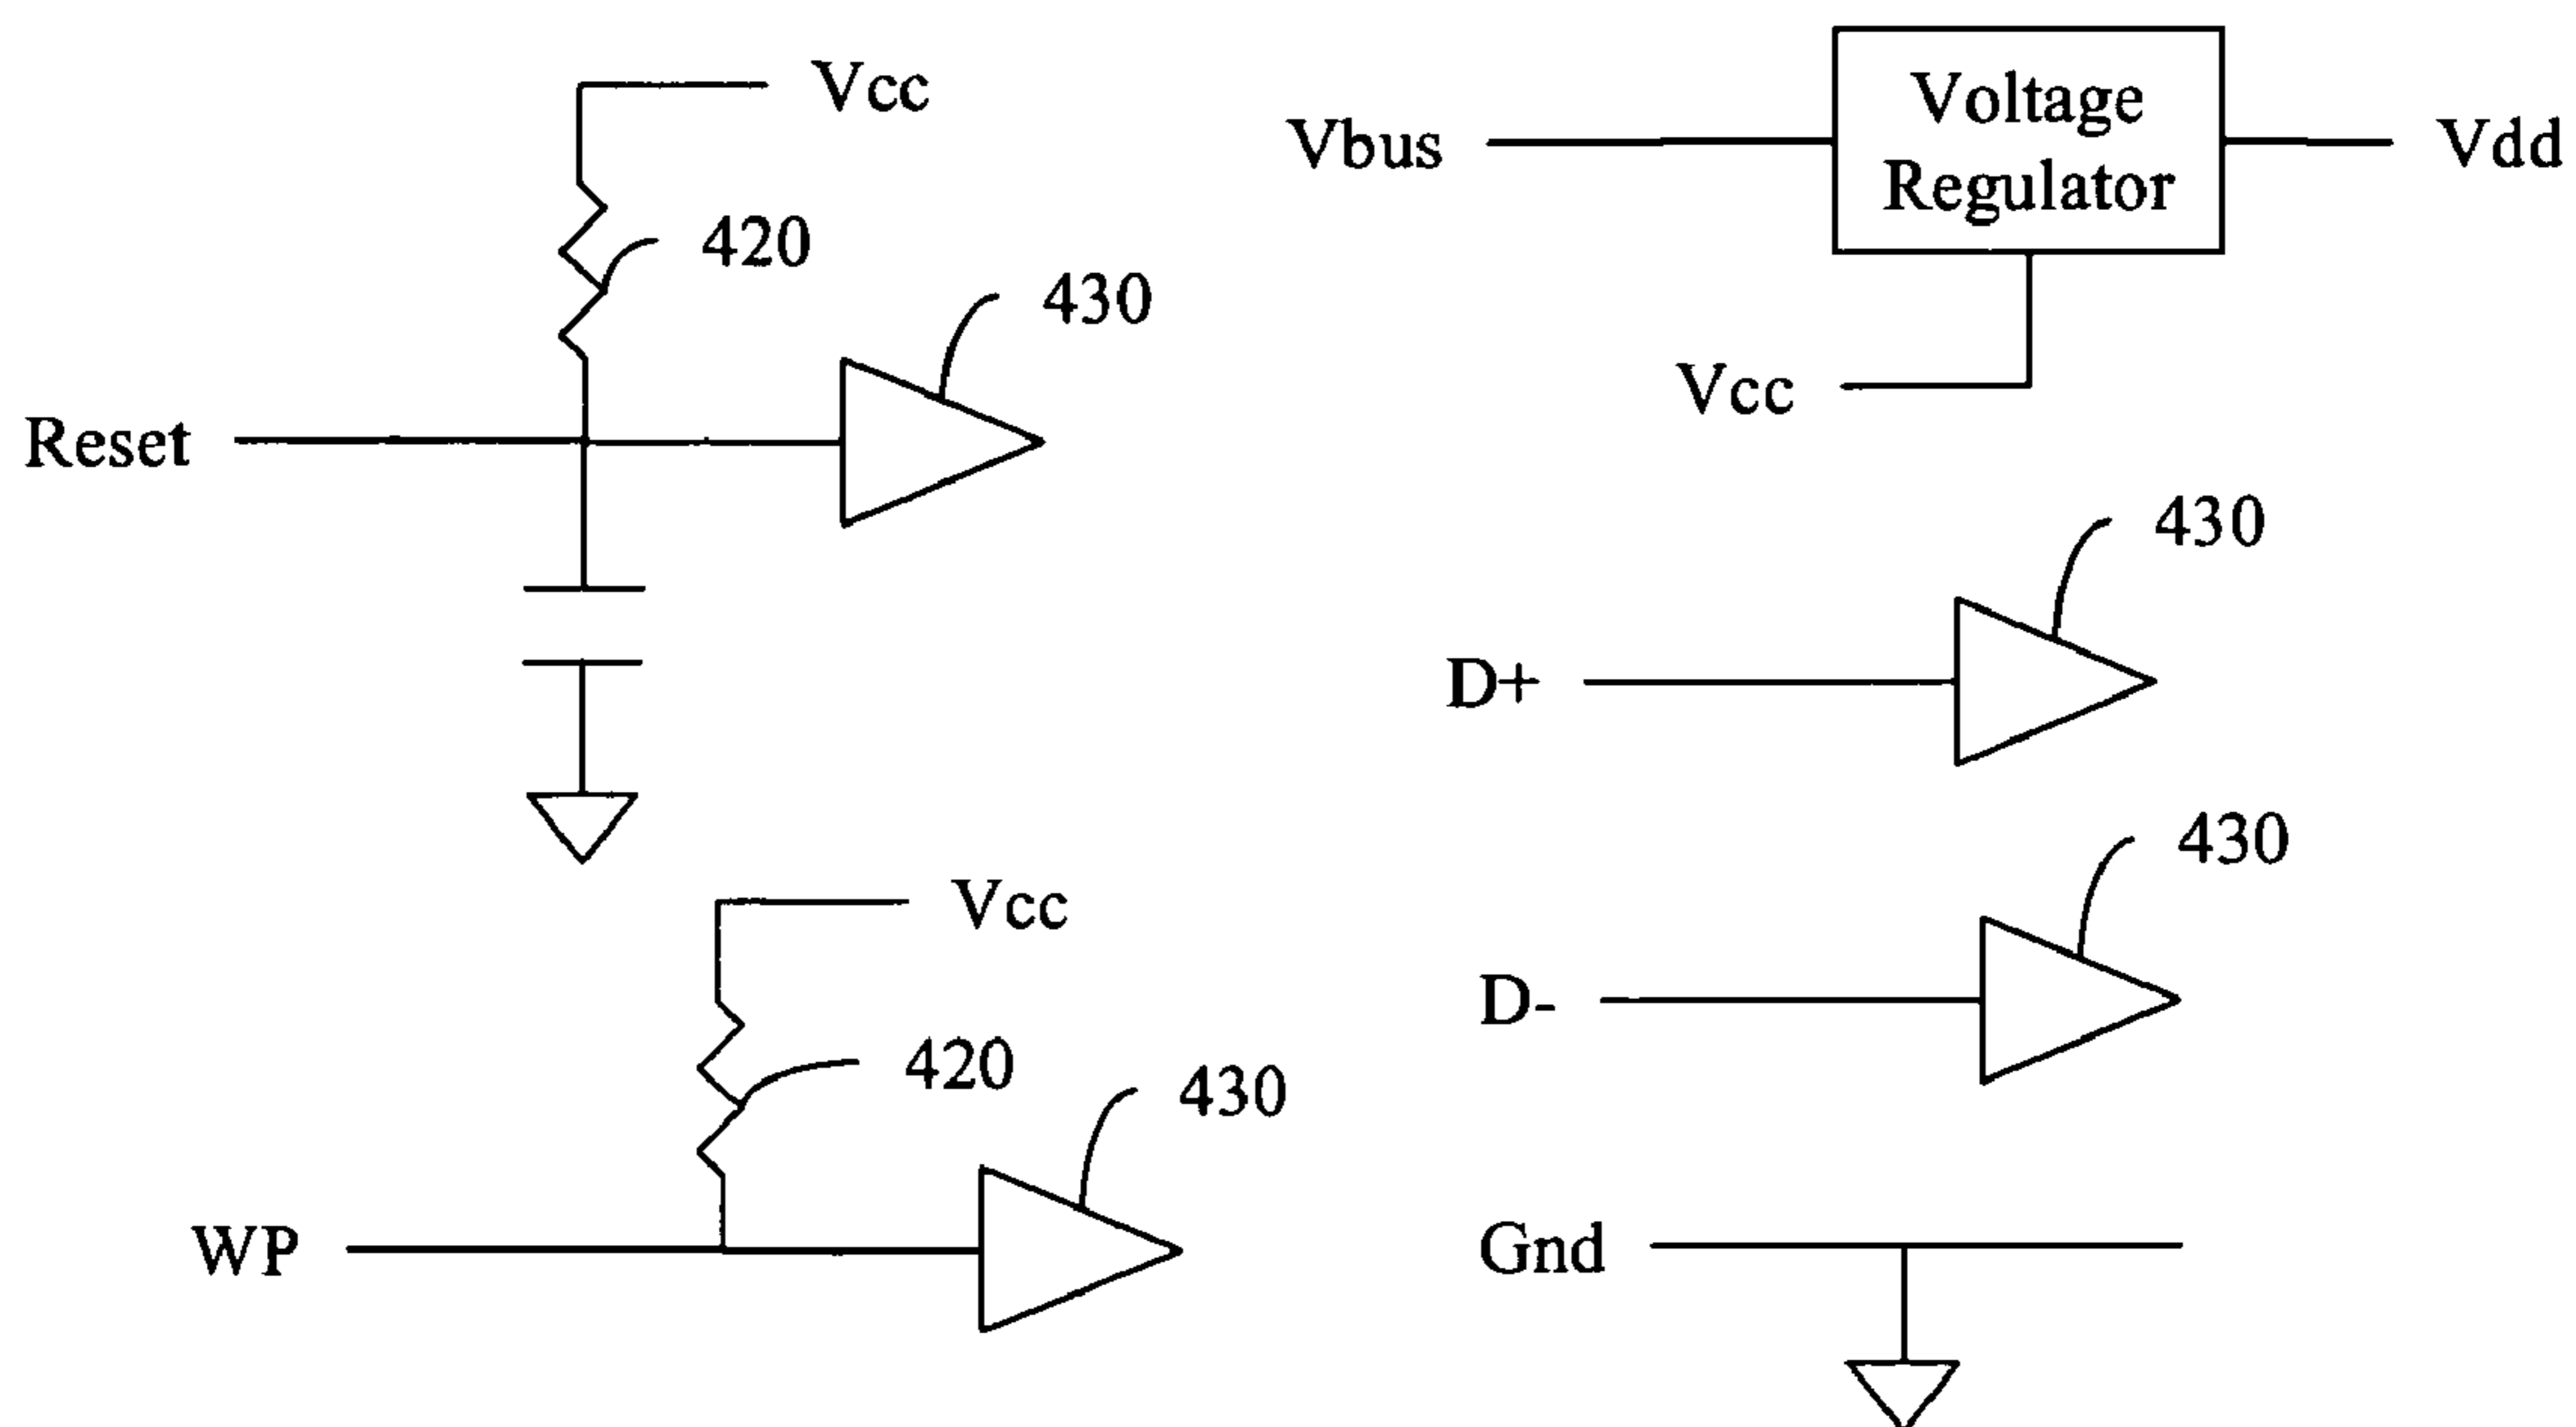 Vcc
420
430
Reset
Vcc
420
430
WP
Vbus
Voltage
Regulator
Vdd
Vcc
430
D+
430
D-
Gnd